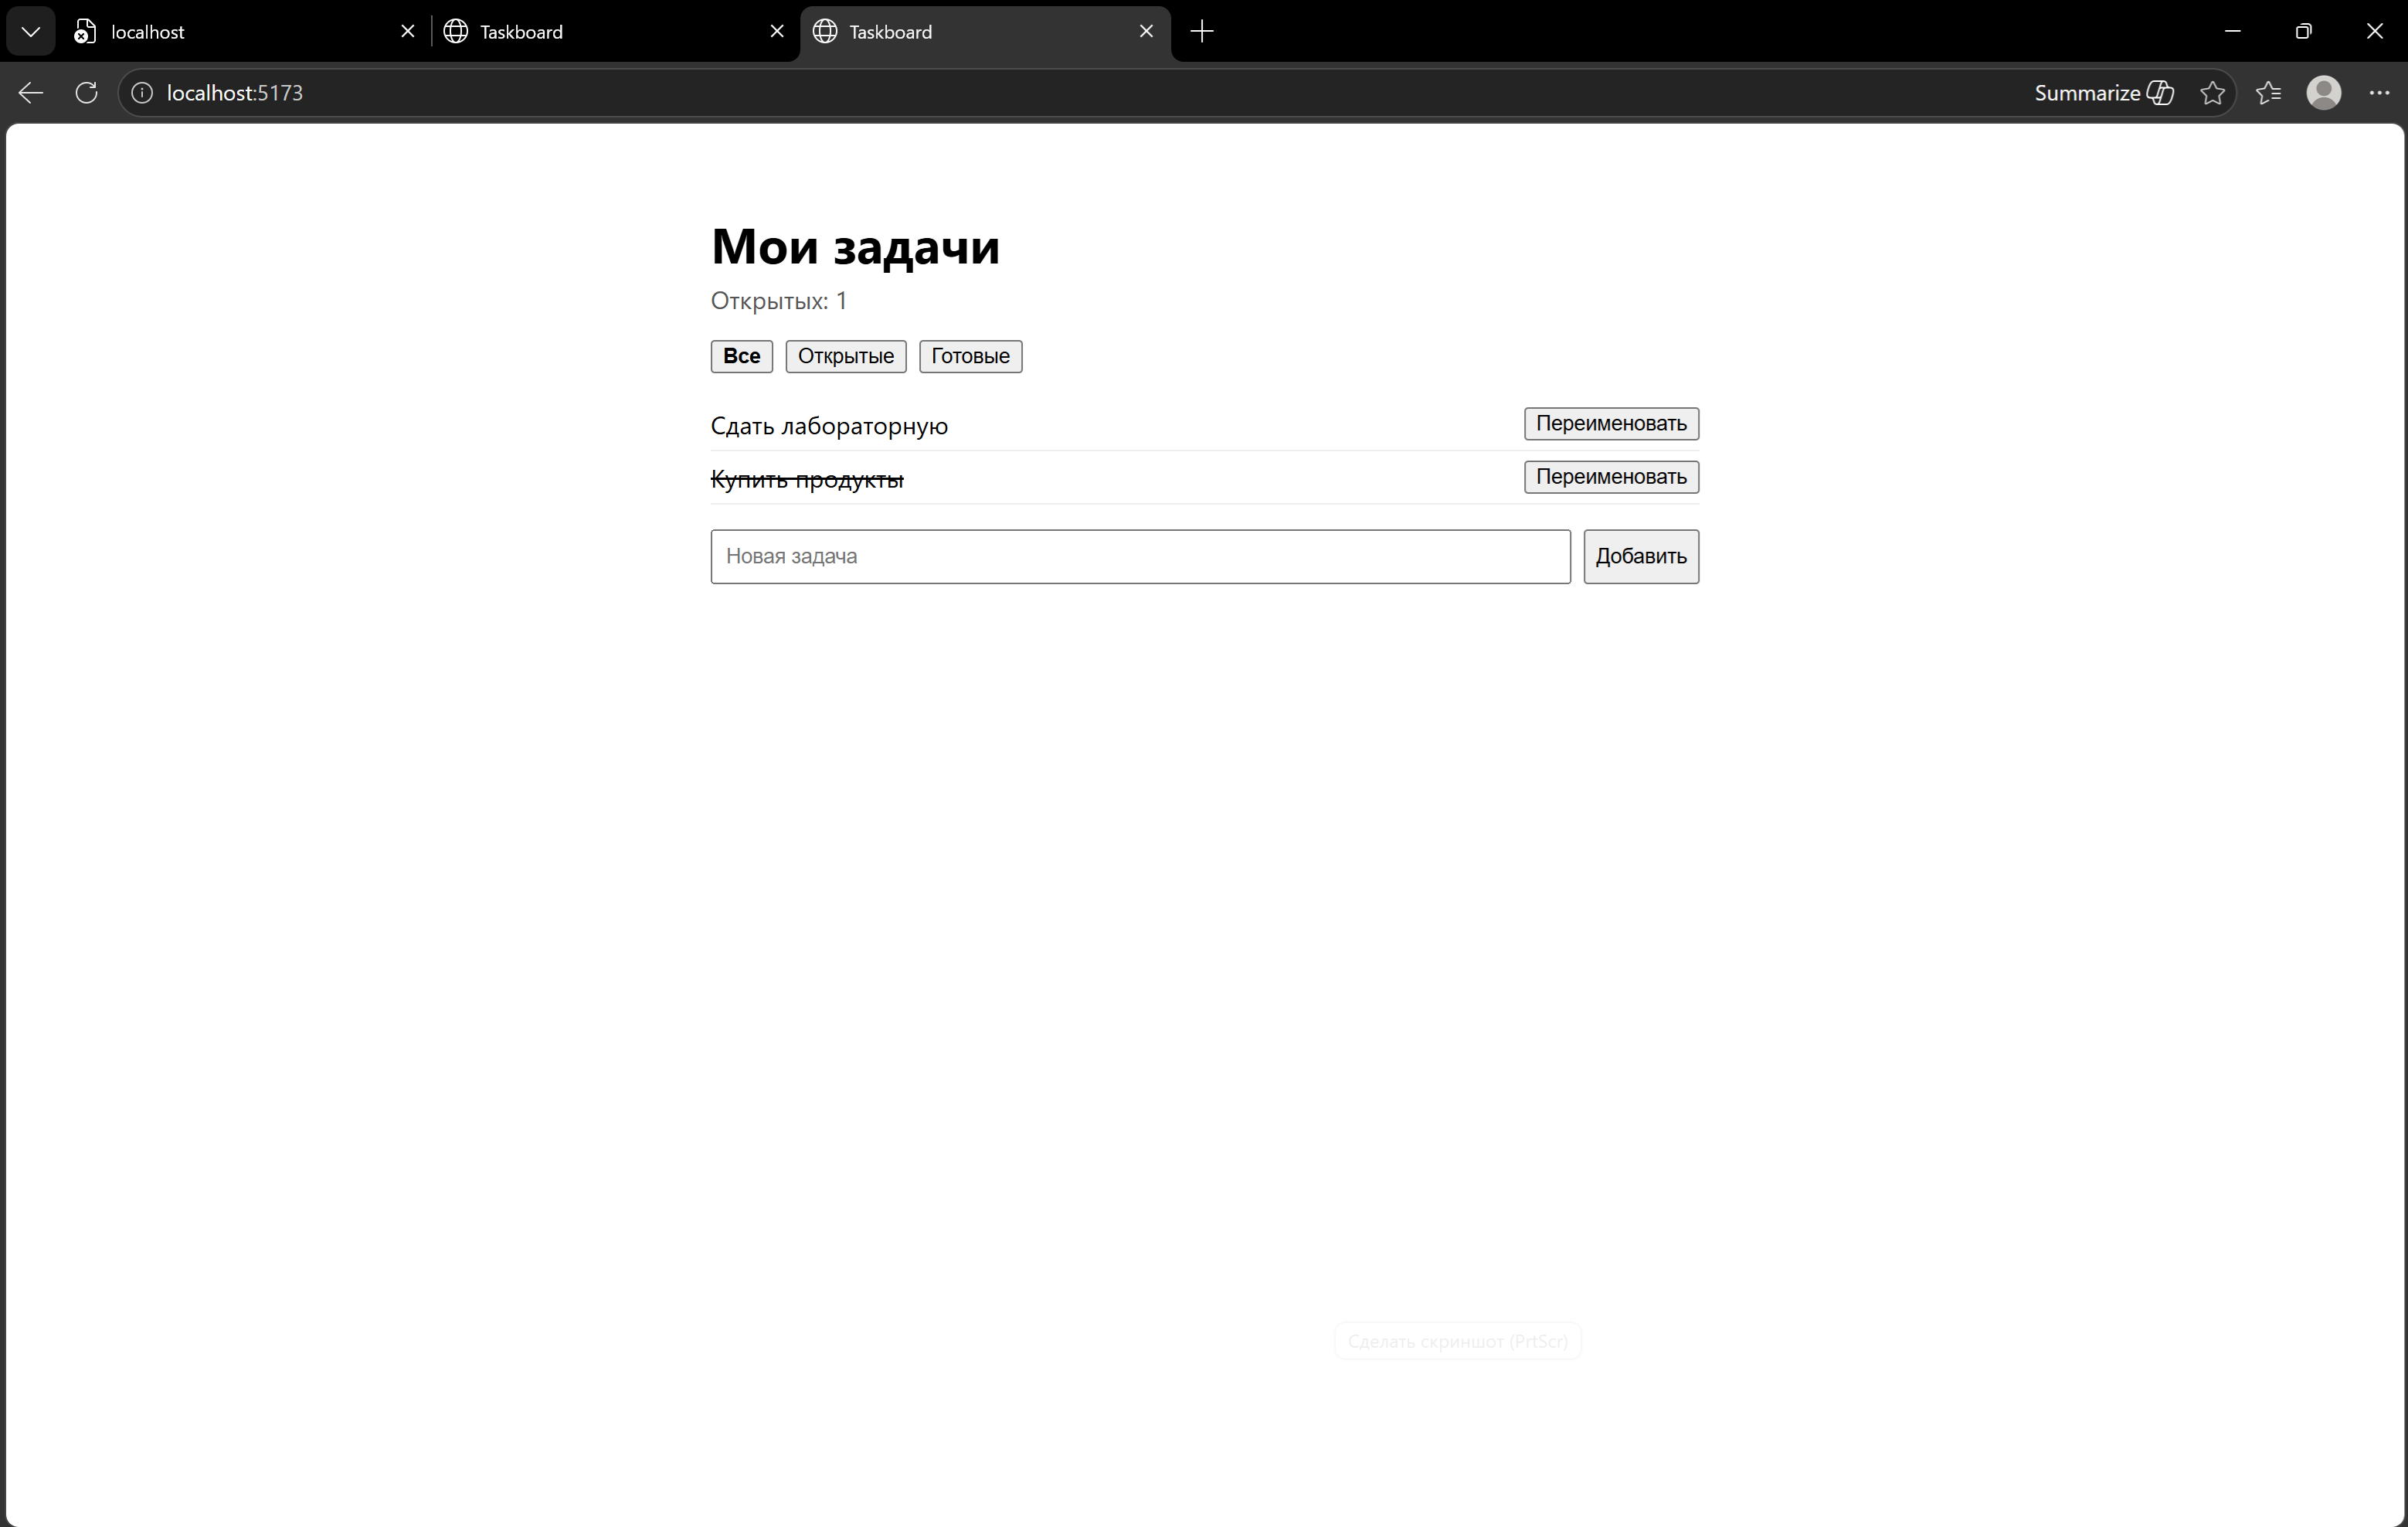 localhost
Taskboard
Taskboard
localhost:5173
Summarize
Мои задачи
Открытых: 1
Все
Открытые
Готовые
Сдать лабораторную
Переименовать
Купить продукты
Переименовать
Новая задача
Добавить
Сделать скриншот (PrtScr)